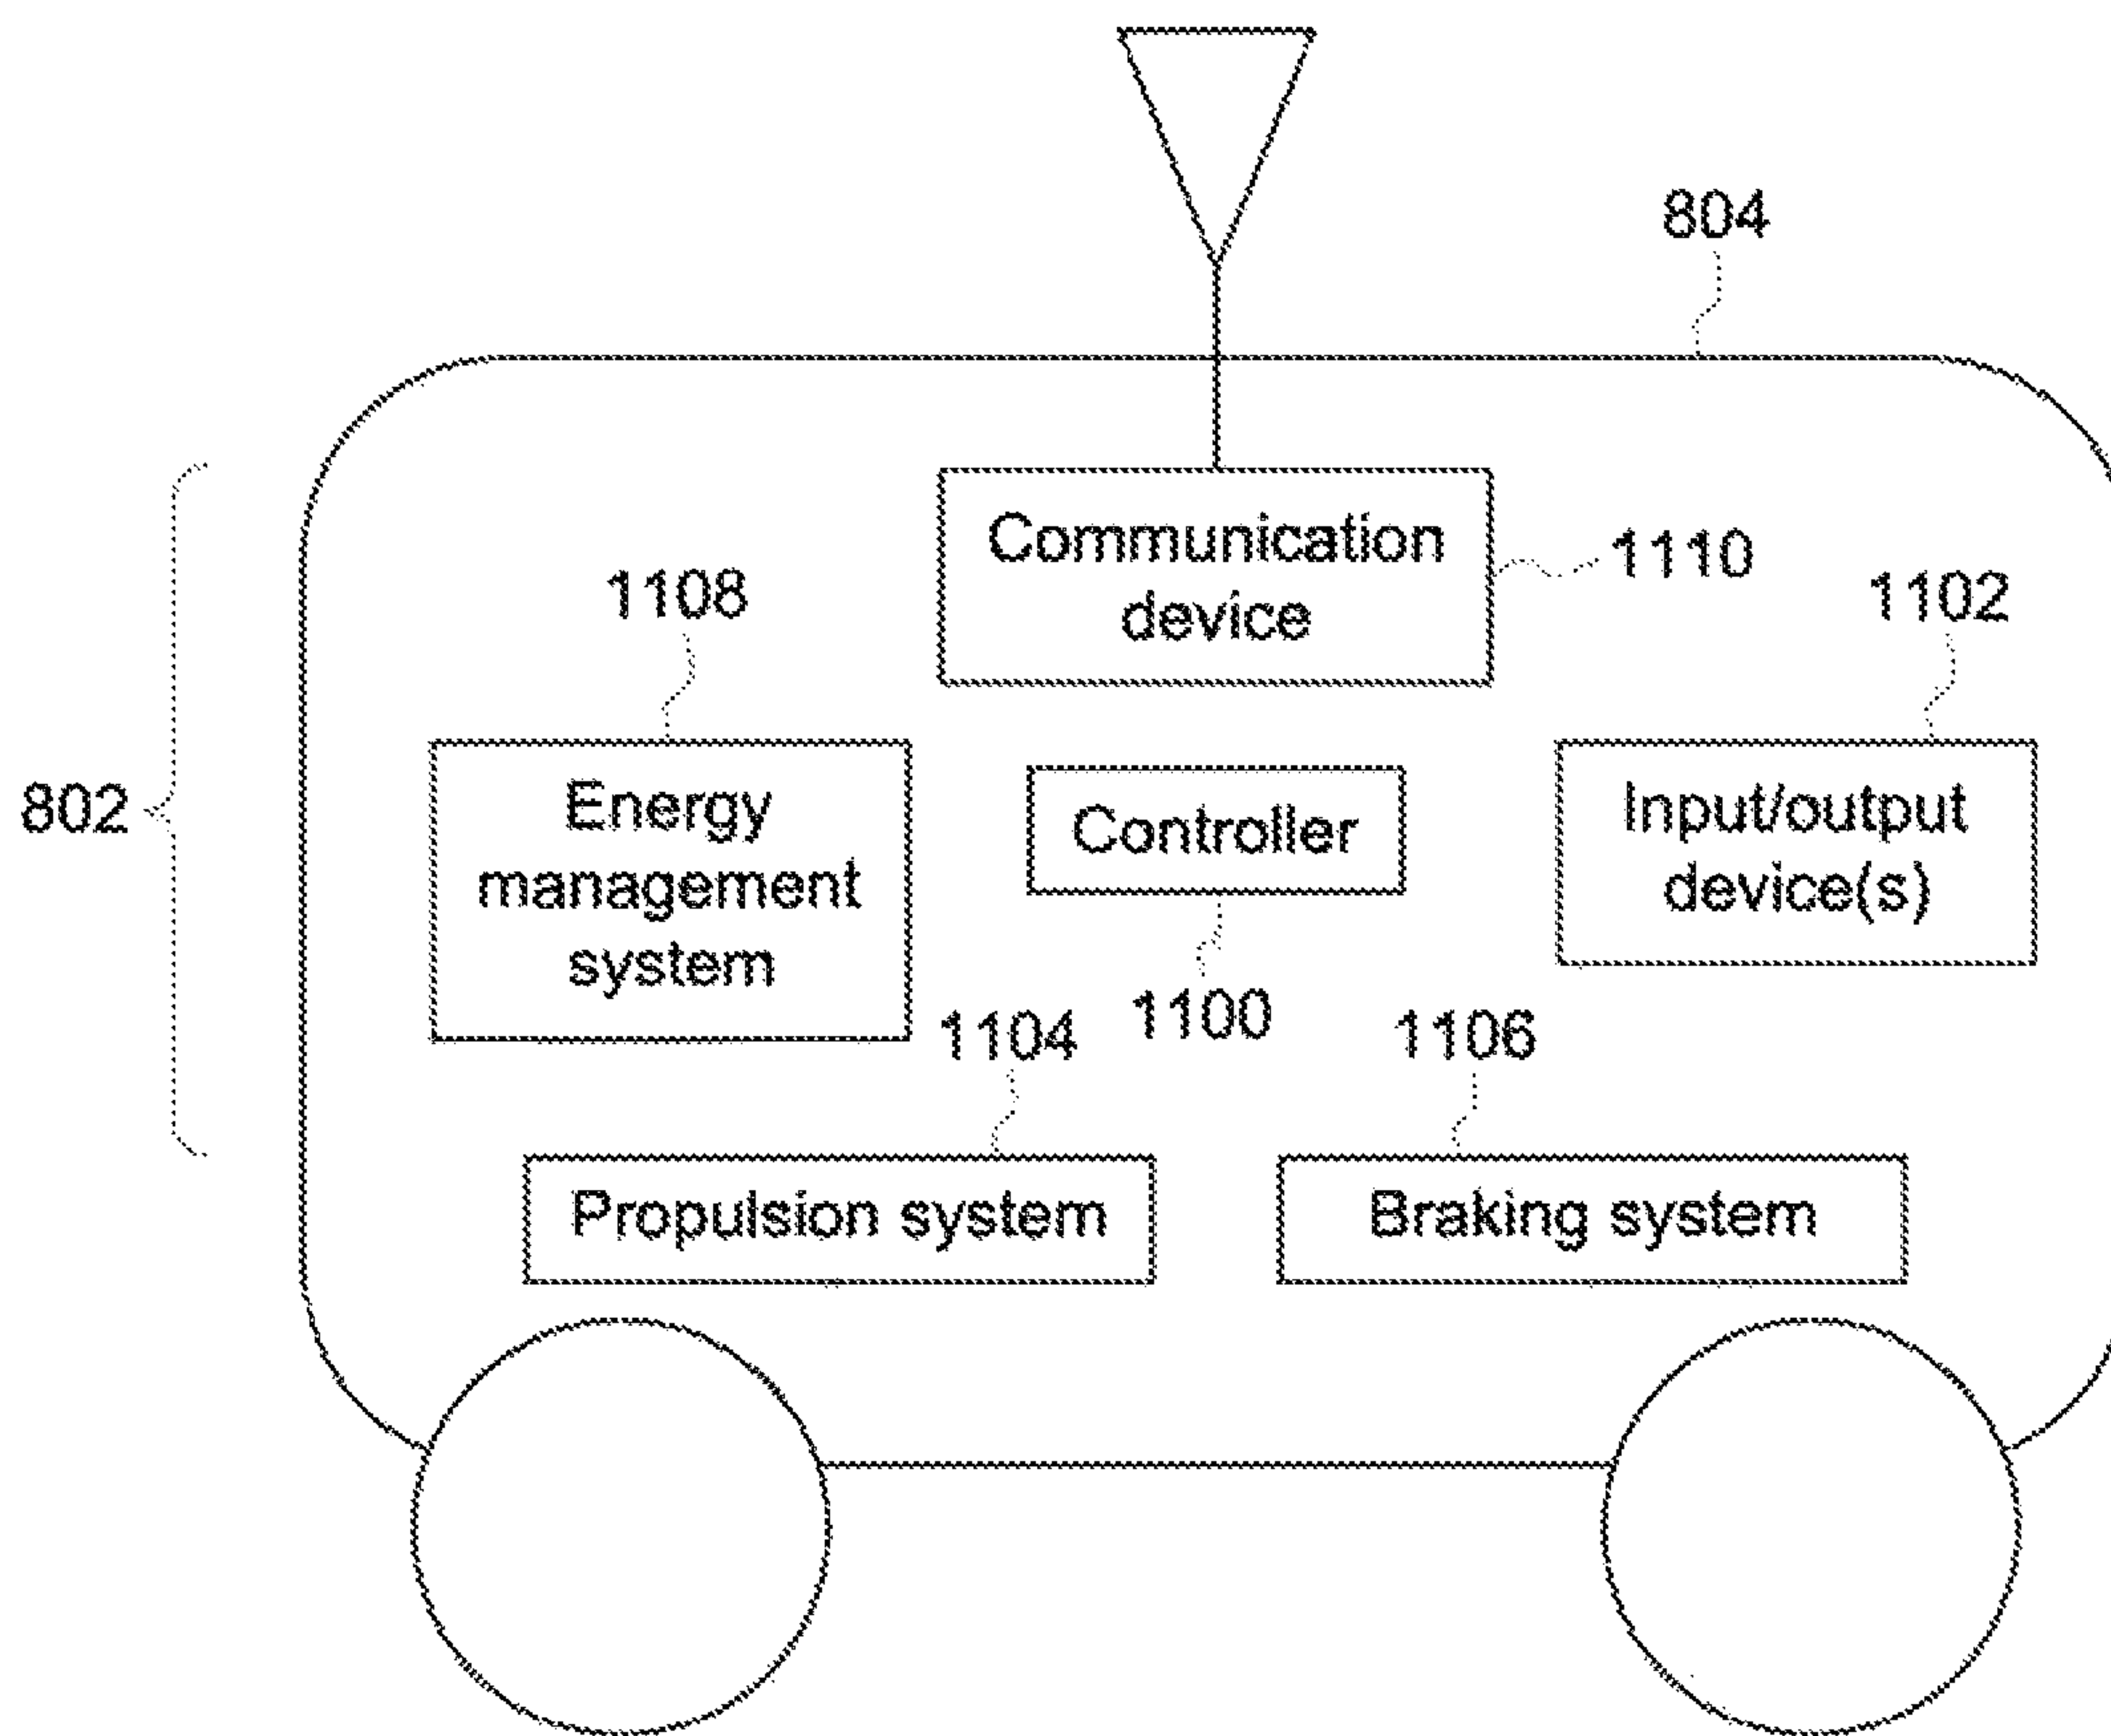 804
Communication
device
1110
1108
1102
802
Energy
management
system
Controller
Input/output
device(s)
1100
1104
1106
Propulsion system
Braking system